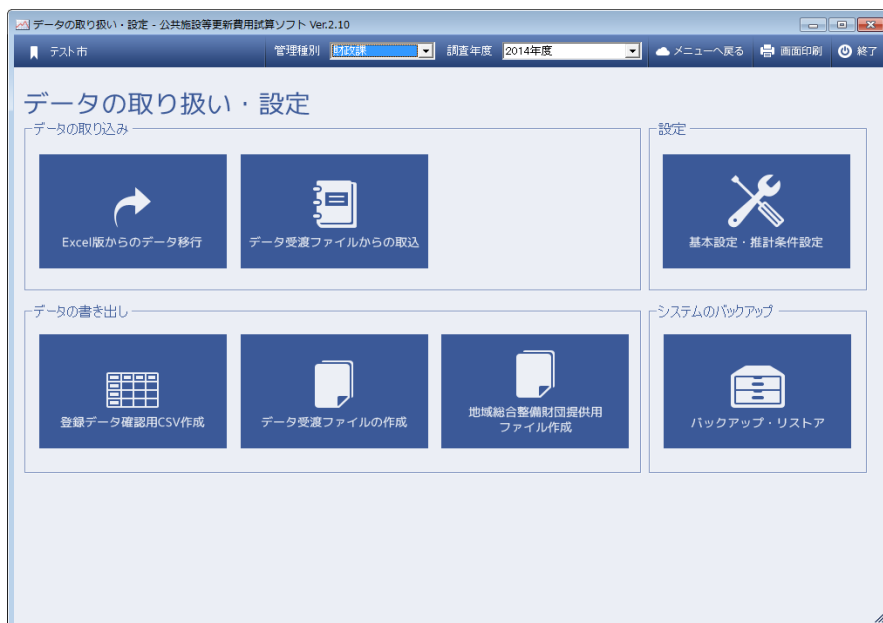 データの取り扱い・設定 - 公共施設等更新費用試算ソフト Ver.2.10
テスト市 管理種別 財政課 調査年度 2014年度 メニューへ戻る 画面印刷 終了
データの取り扱い・設定
データの取り込み
設定
Excel版からのデータ移行
データ受渡ファイルからの取込
基本設定・推計条件設定
データの書き出し
システムのバックアップ
登録データ確認用CSV作成
データ受渡ファイルの作成
地域総合整備財団提供用
ファイル作成
バックアップ・リストア